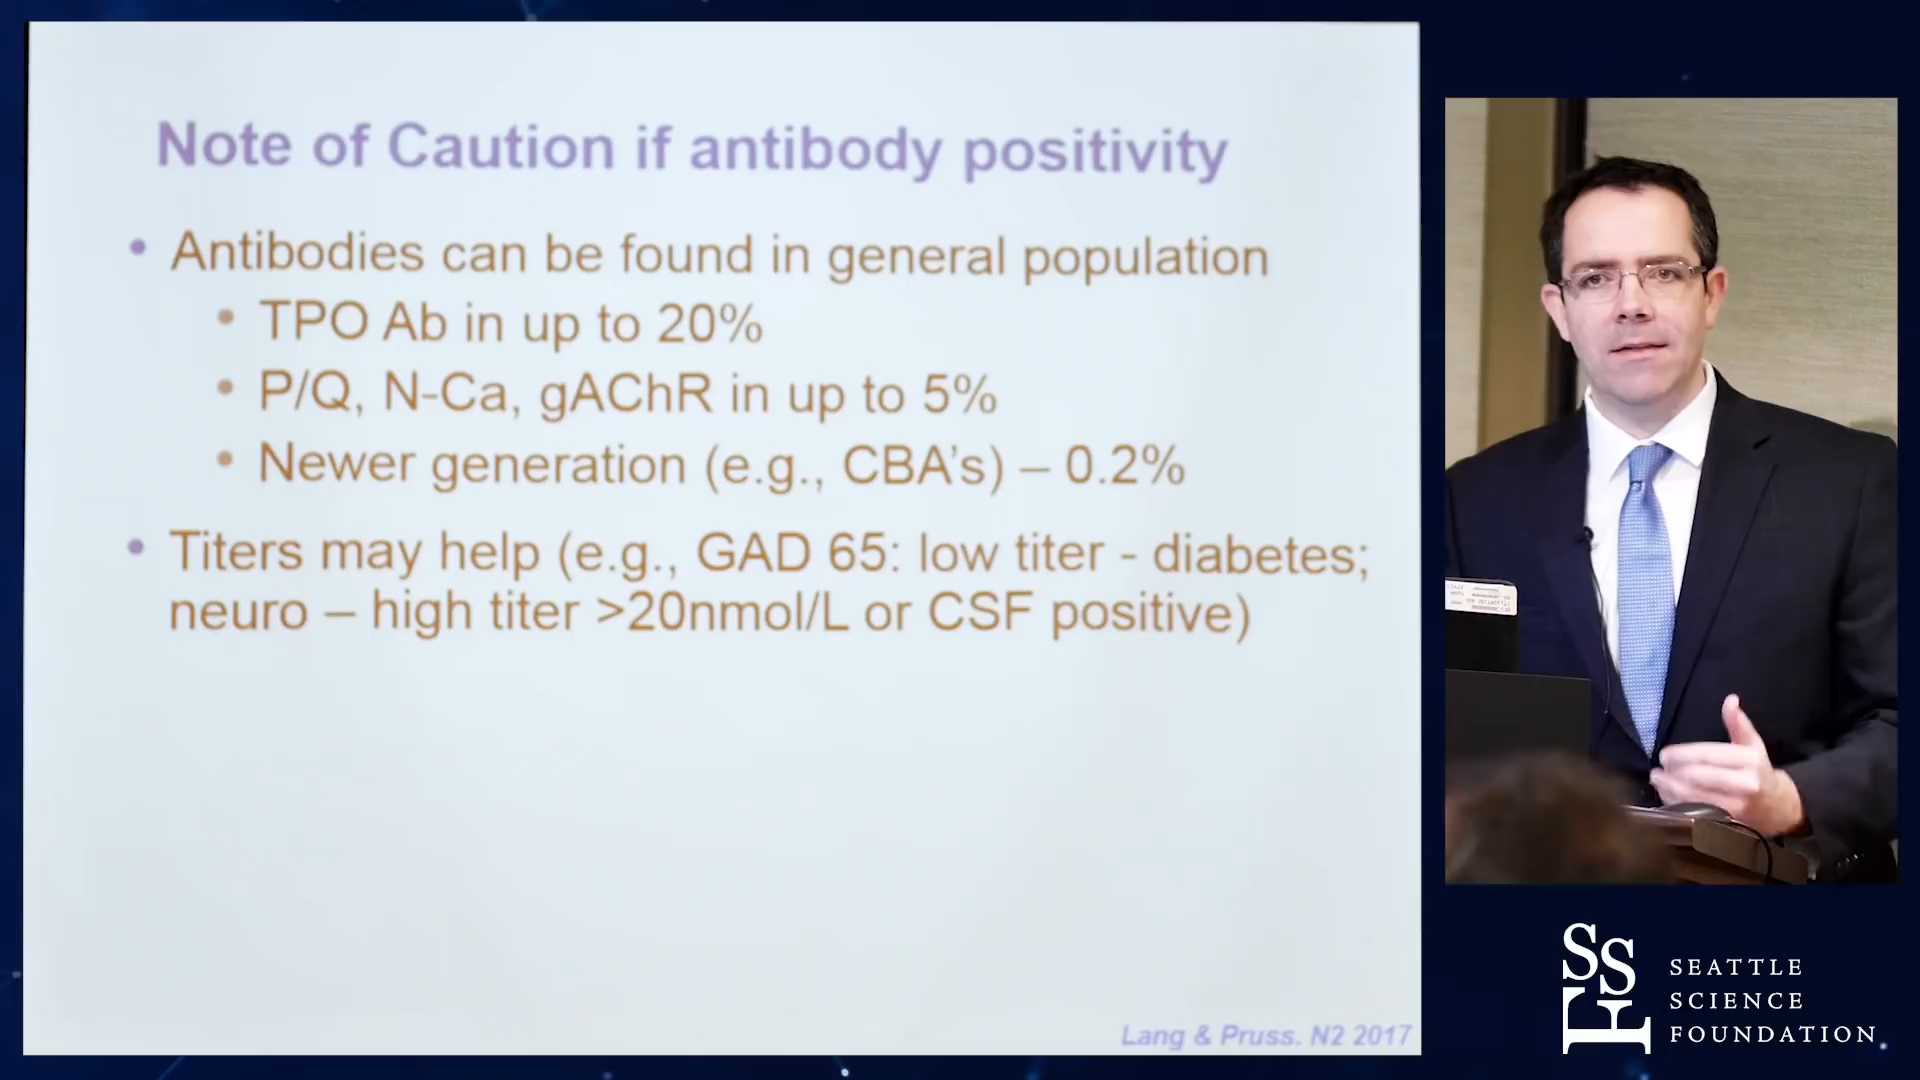 Note of Caution if antibody positivity
• Antibodies can be found in general population
• TPO Ab in up to 20%
• P/Q, N-Ca, gAChR in up to 5%
• Newer generation (e.g., CBA's) – 0.2%
• Titers may help (e.g., GAD 65: low titer - diabetes;
neuro – high titer >20nmol/L or CSF positive)
Lang & Pruss. N2 2017
SSF
SEATTLE
SCIENCE
FOUNDATION